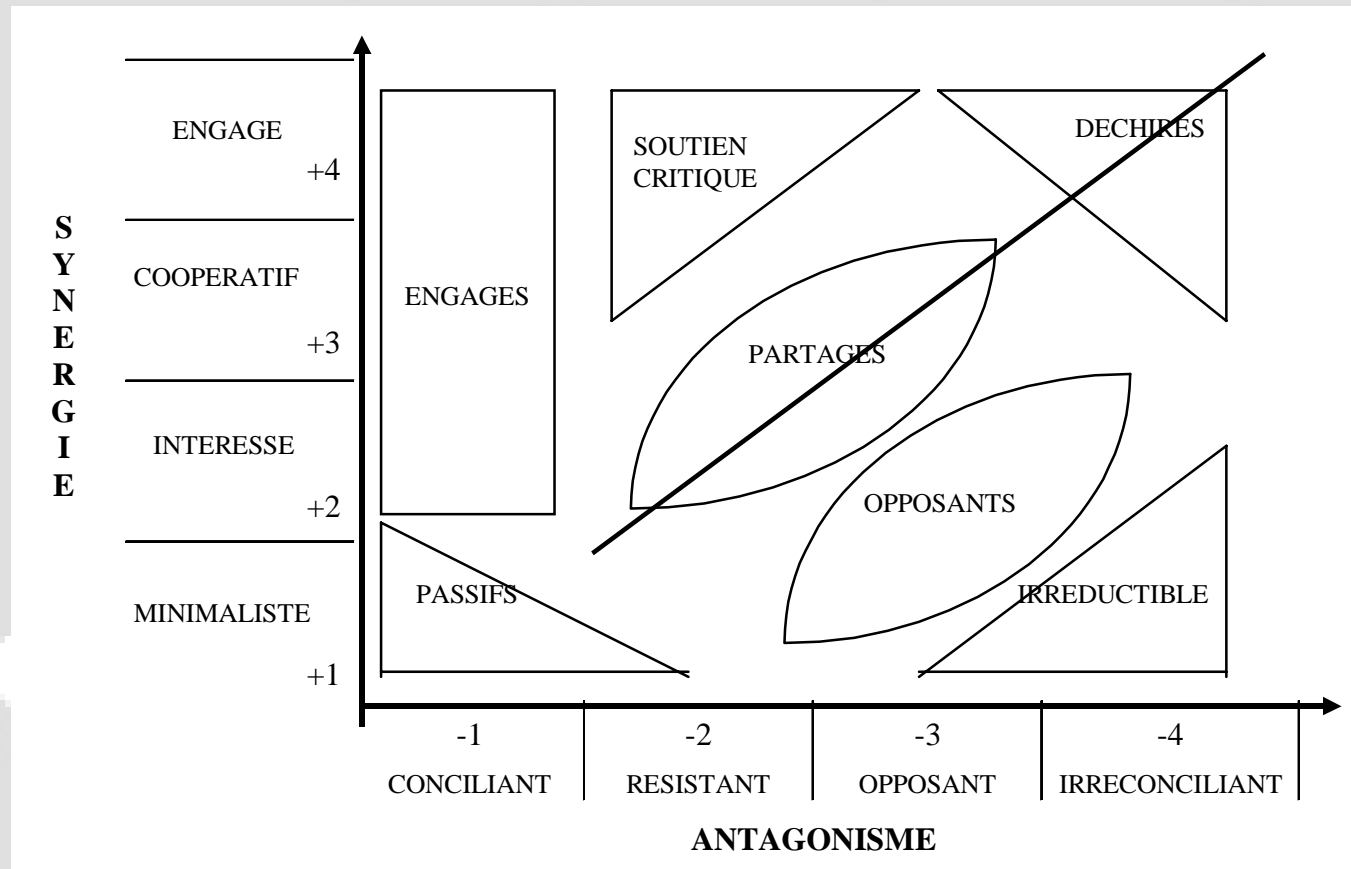 SYNERGIE
ENGAGE
+4
COOPERATIF
+3
INTERESSE
+2
MINIMALISTE
+1
ENGAGES
SOUTIEN
CRITIQUE
DECHIRES
PARTAGES
OPPOSANTS
PASSIFS
IRREDUCTIBLE
-1
-2
-3
-4
CONCILIANT
RESISTANT
OPPOSANT
IRRECONCILIANT
ANTAGONISME